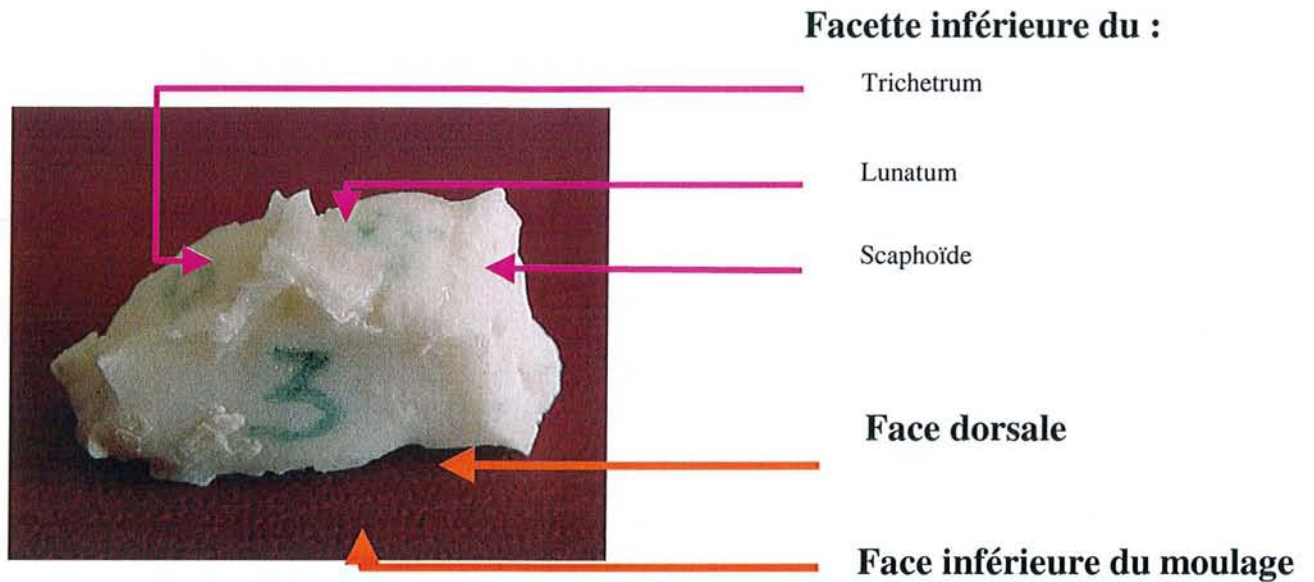 Facette inférieure du :
Trichetrum
Lunatum
Scaphoïde
3
Face dorsale
Face inférieure du moulage